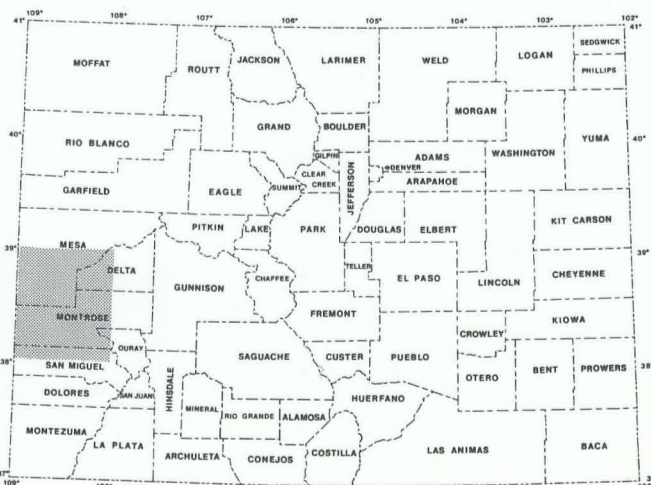 109° 108° 107° 106° 105° 104° 103° 102°
41° 41°
SEDGWICK
MOFFAT ROUTT JACKSON LARIMER WELD LOGAN
PHILLIPS
MORGAN
GRAND BOULDER
40° 40°
RIO BLANCO GILPIN ADAMS DENVER WASHINGTON YUMA
CLEAR CREEK
GARFIELD EAGLE SUMMIT JEFFERSON ARAPAHOE
PITKIN LAKE PARK DOUGLAS ELBERT KIT CARSON
39° 39°
MESA
DELTA GUNNISON CHAFFEE TELLER EL PASO LINCOLN CHEYENNE
MONTROSE FREMONT KIOWA
OURAY CROWLEY
38° 38°
SAN MIGUEL SAGUACHE CUSTER PUEBLO OTERO BENT PROWERS
DOLORES SAN JUAN HINSDALE MINERAL RIO GRANDE ALAMOSA HUERFANO
MONTEZUMA LA PLATA ARCHULETA CONEJOS COSTILLA LAS ANIMAS BACA
109°